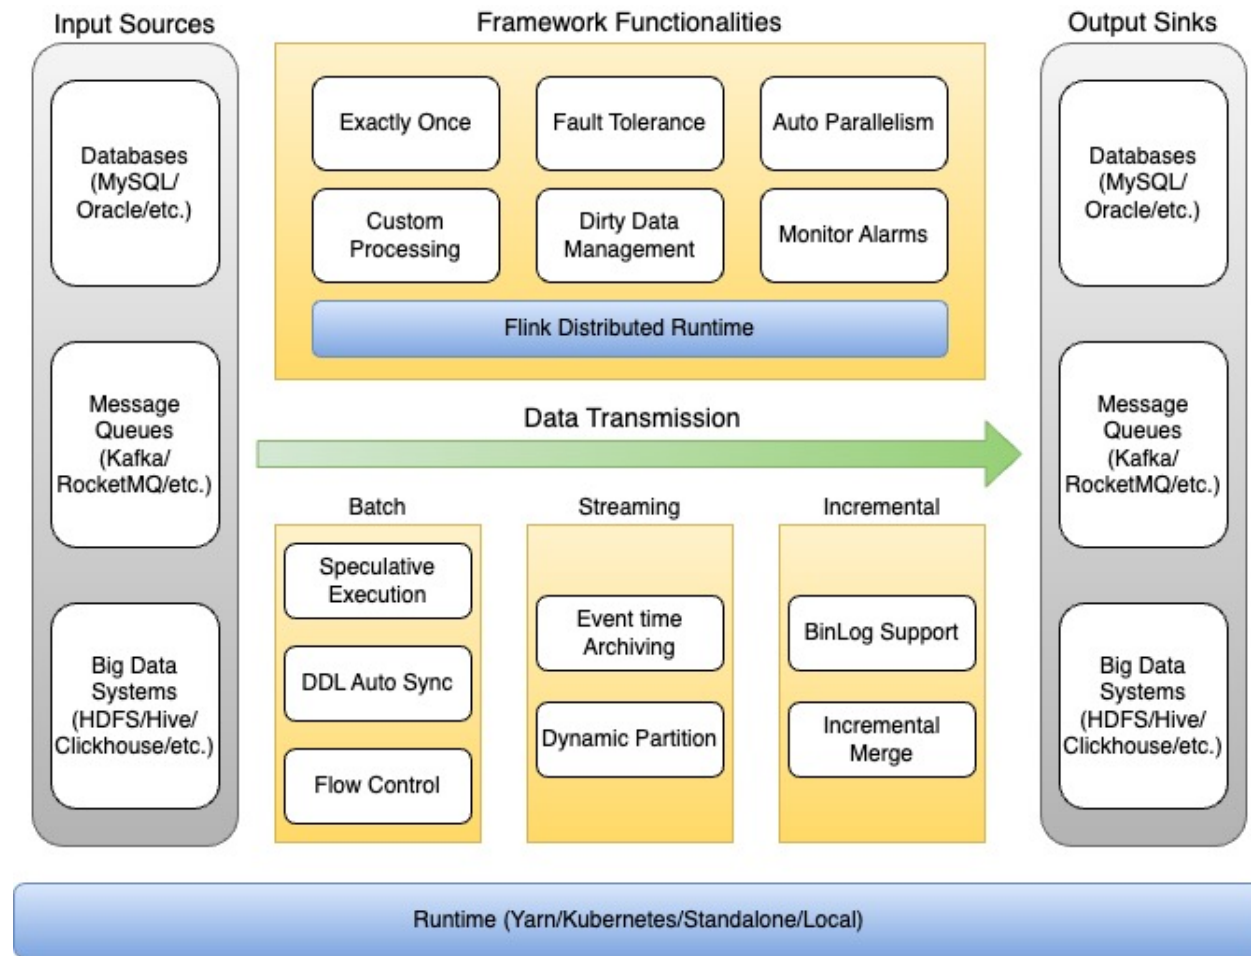 Input Sources
Databases
(MySQL/
Oracle/etc.)
Message
Queues
(Kafka/
RocketMQ/etc.)
Big Data
Systems
(HDFS/Hive/
Clickhouse/etc.)
Framework Functionalities
Exactly Once
Fault Tolerance
Auto Parallelism
Custom
Processing
Dirty Data
Management
Monitor Alarms
Flink Distributed Runtime
Data Transmission
Batch
Speculative
Execution
DDL Auto Sync
Flow Control
Streaming
Event time
Archiving
Dynamic Partition
Incremental
BinLog Support
Incremental
Merge
Output Sinks
Databases
(MySQL/
Oracle/etc.)
Message
Queues
(Kafka/
RocketMQ/etc.)
Big Data
Systems
(HDFS/Hive/
Clickhouse/etc.)
Runtime (Yarn/Kubernetes/Standalone/Local)